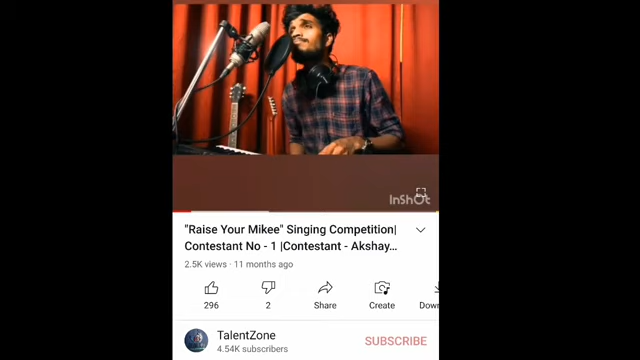 InShOt
"Raise Your Mikee" Singing Competition|
Contestant No - 1 |Contestant - Akshay...
2.5K views · 11 months ago
296
2
Share
Create
Down
TalentZone
4.54K subscribers
SUBSCRIBE